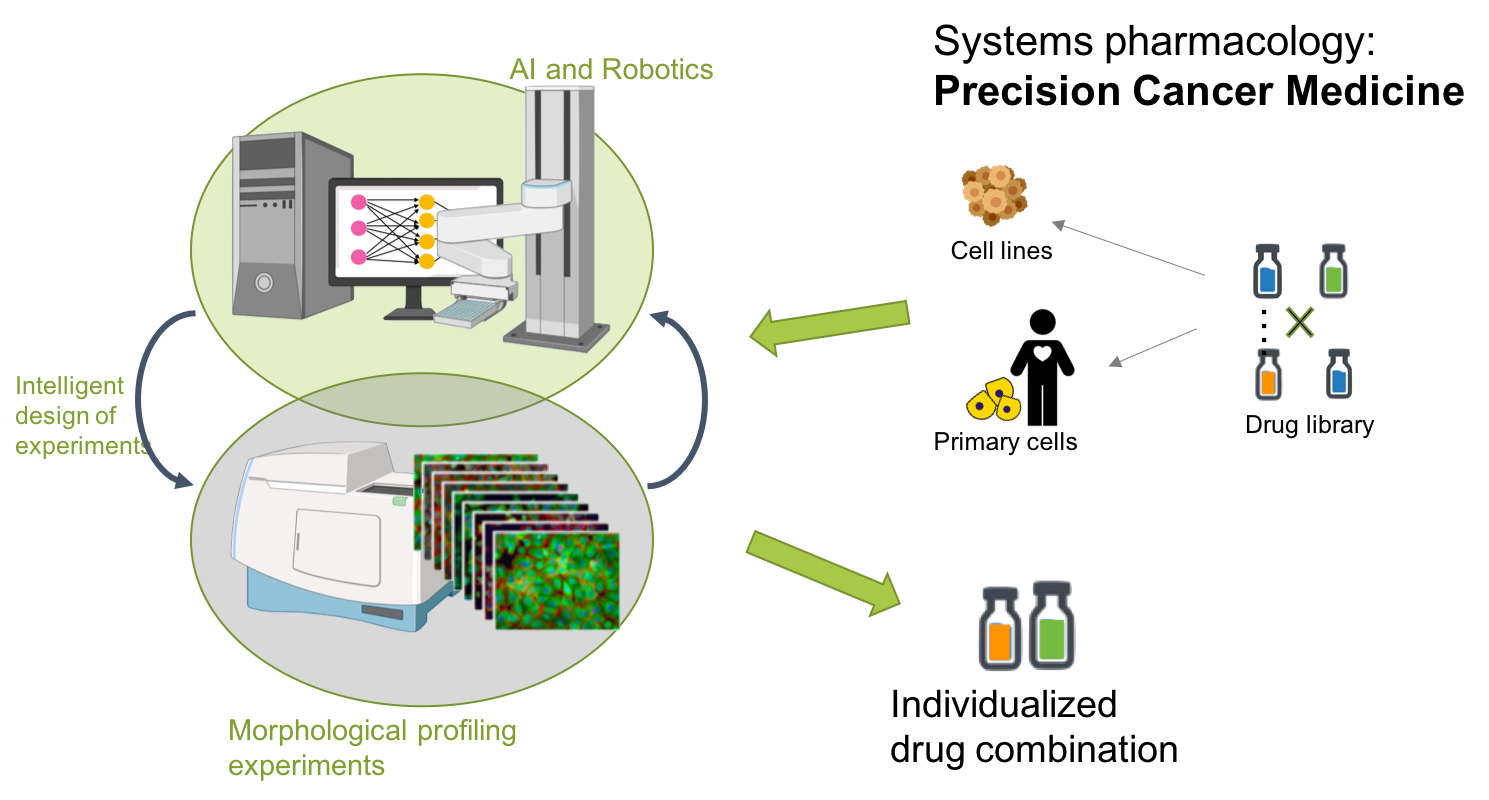 Systems pharmacology:
Precision Cancer Medicine
AI and Robotics
Cell lines
Primary cells
Drug library
Intelligent
design of
experiments
Morphological profiling
experiments
Individualized
drug combination